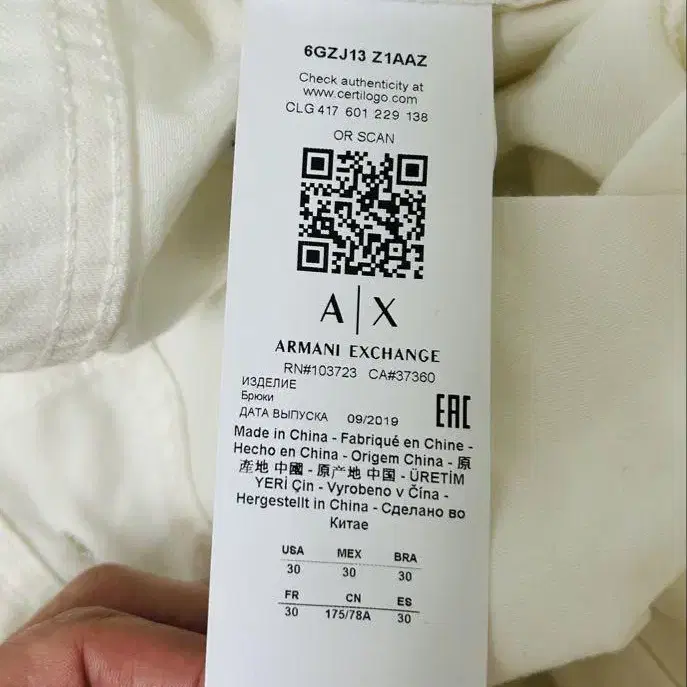 6GZJ13 Z1AAZ
Check authenticity at
www.certilogo.com
CLG 417 601 229 138
OR SCAN
A|X
ARMANI EXCHANGE
RN#103723 CA#37360
ИЗДЕЛИЕ
Брюки
ДАТА ВЫПУСКА 09/2019
EAC
Made in China - Fabriqué en Chine -
Hecho en China - Origem China - 原
產地 中國 - 原产地 中国 - ÜRETİM
YERİ Çin - Vyrobeno v Čína -
Hergestellt in China - Сделано во
Китае
USA MEX BRA
30 30 30
FR CN ES
30 175/78A 30